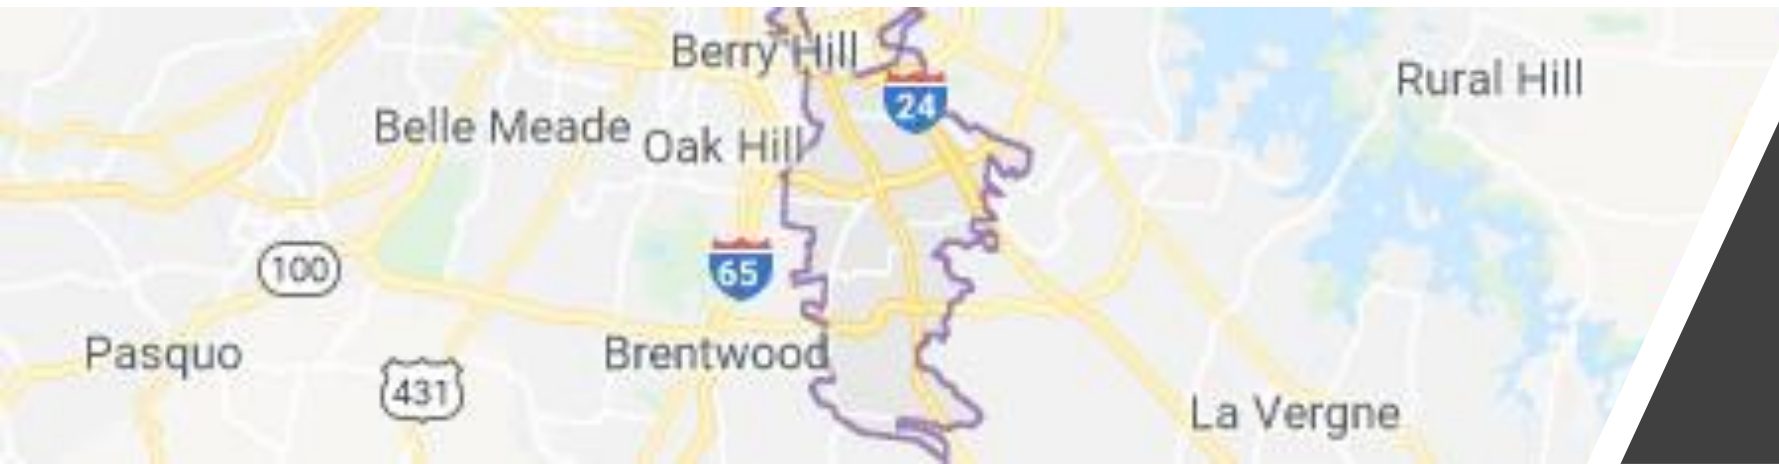 Berry Hill
Rural Hill
24
Belle Meade
Oak Hill
100
65
Pasquo
Brentwood
431
La Vergne